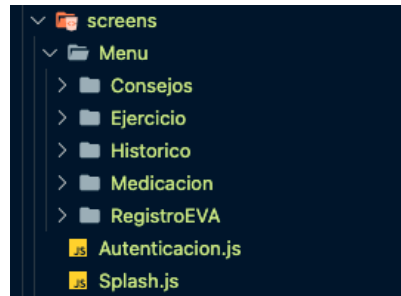 screens
Menu
Consejos
Ejercicio
Historico
Medicacion
RegistroEVA
JS Autenticacion.js
JS Splash.js